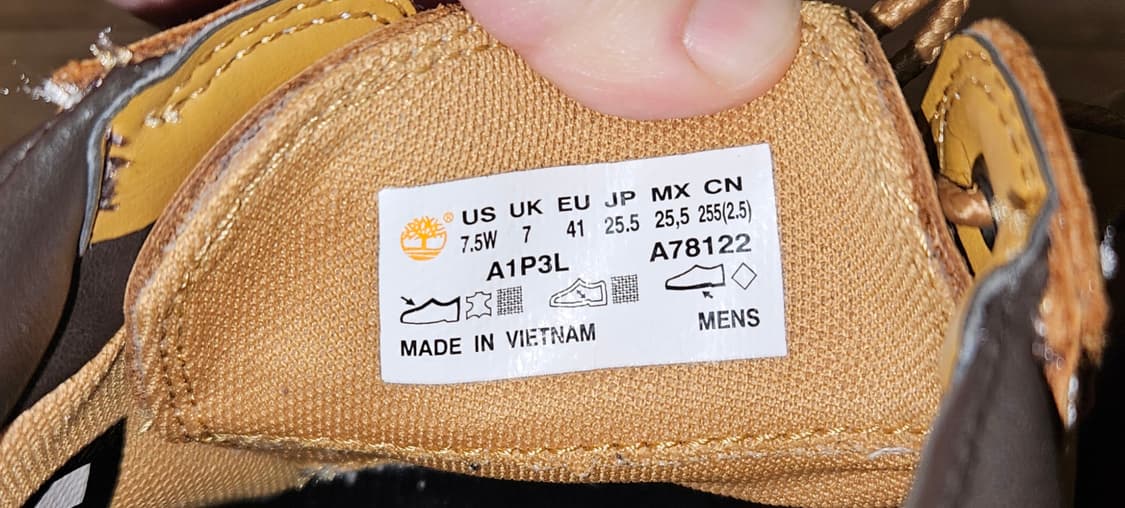 ® US UK EU JP MX CN
7.5W 7 41 25.5 25,5 255(2.5)
A1P3L A78122
MADE IN VIETNAM MENS